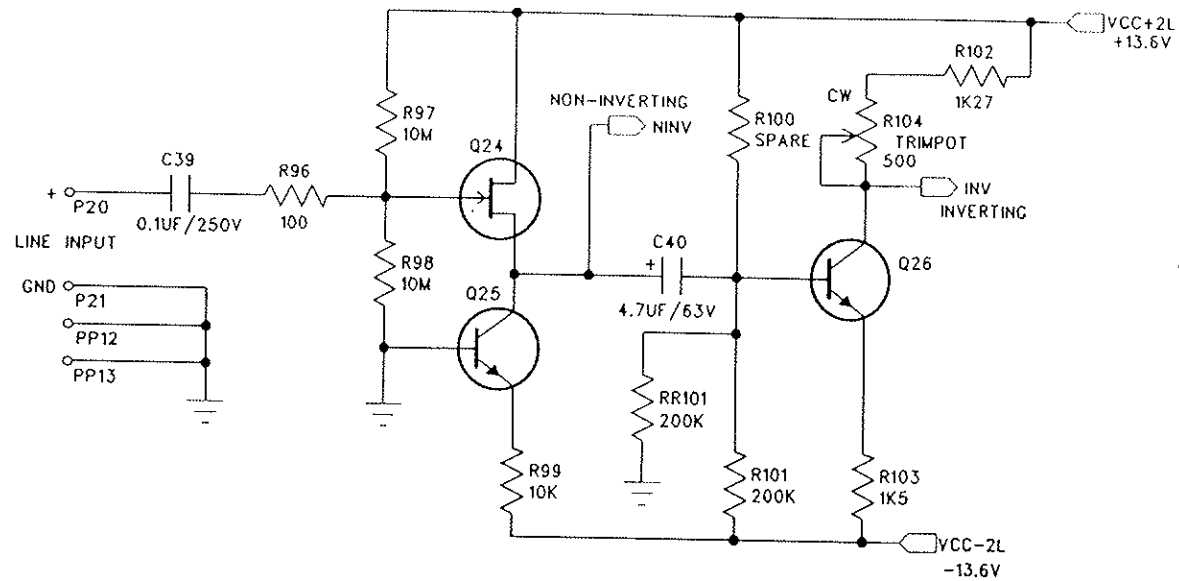 VCC+2L
+13.6V
R102
1K27
CW
R104
TRIMPOT
500
R97
10M
NON-INVERTING
NINV
R100
SPARE
Q24
C39
0.1UF/250V
R96
100
+
P20
LINE INPUT
INV
INVERTING
R98
10M
C40
+
4.7UF/63V
Q26
Q25
GND
P21
PP12
PP13
RR101
200K
R99
10K
R101
200K
R103
1K5
VCC-2L
-13.6V